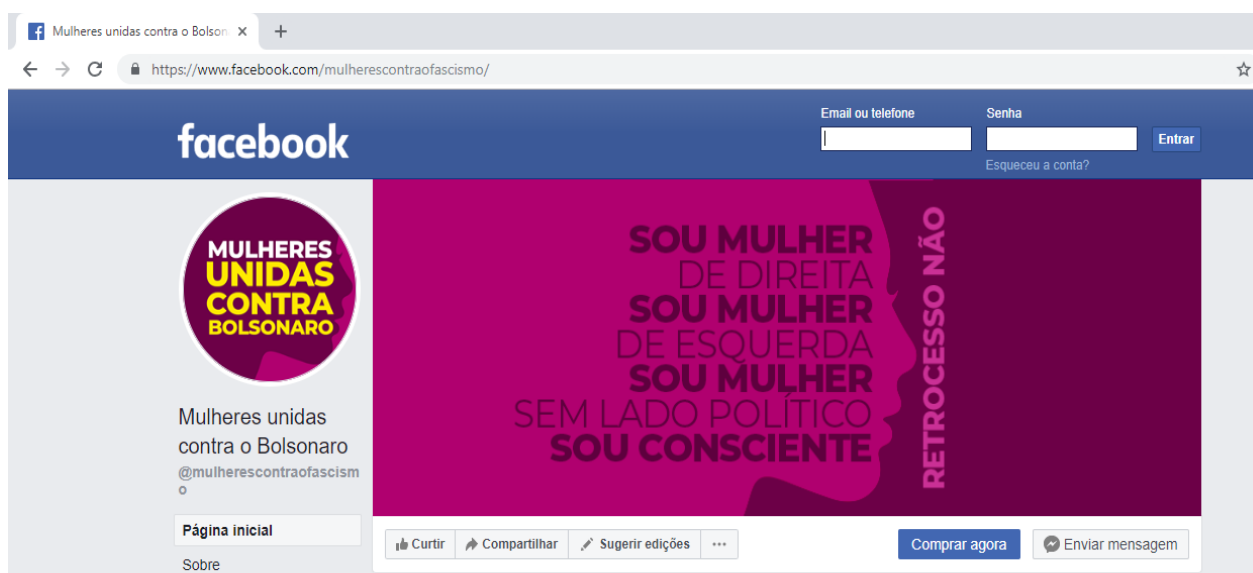 Mulheres unidas contra o Bolson
https://www.facebook.com/mulherescontraofascismo/
facebook
Email ou telefone
Senha
Entrar
Esqueceu a conta?
MULHERES
UNIDAS
CONTRA
BOLSONARO
SOU MULHER
DE DIREITA
SOU MULHER
DE ESQUERDA
SOU MULHER
SEM LADO POLÍTICO
SOU CONSCIENTE
RETROCESSO NÃO
Mulheres unidas
contra o Bolsonaro
@mulherescontraofascism
o
Página inicial
Sobre
Curtir
Compartilhar
Sugerir edições
Comprar agora
Enviar mensagem